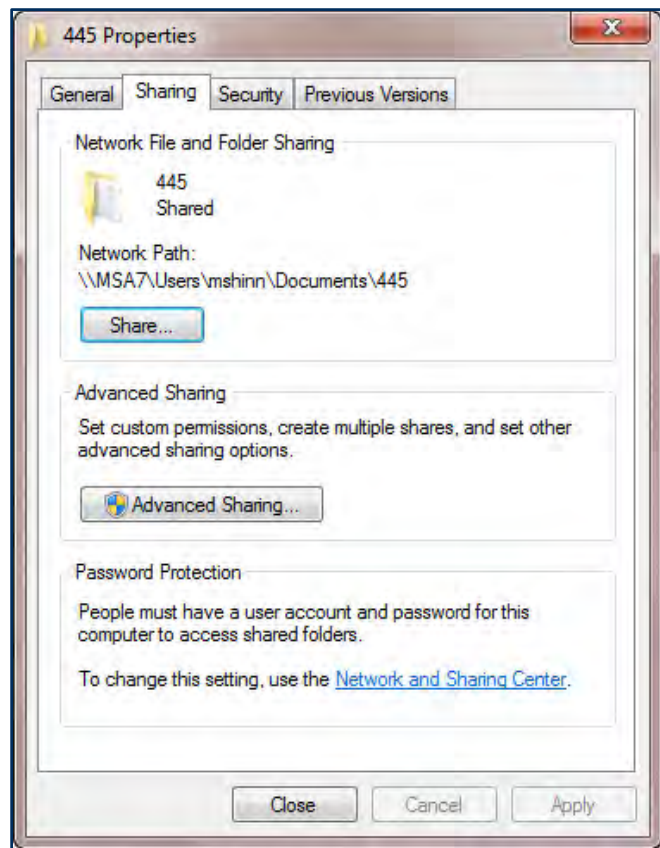 445 Properties
General Sharing Security Previous Versions
Network File and Folder Sharing
445
Shared
Network Path:
\\MSA7\Users\mshinn\Documents\445
Share...
Advanced Sharing
Set custom permissions, create multiple shares, and set other
advanced sharing options.
Advanced Sharing...
Password Protection
People must have a user account and password for this
computer to access shared folders.
To change this setting, use the Network and Sharing Center.
Close Cancel Apply